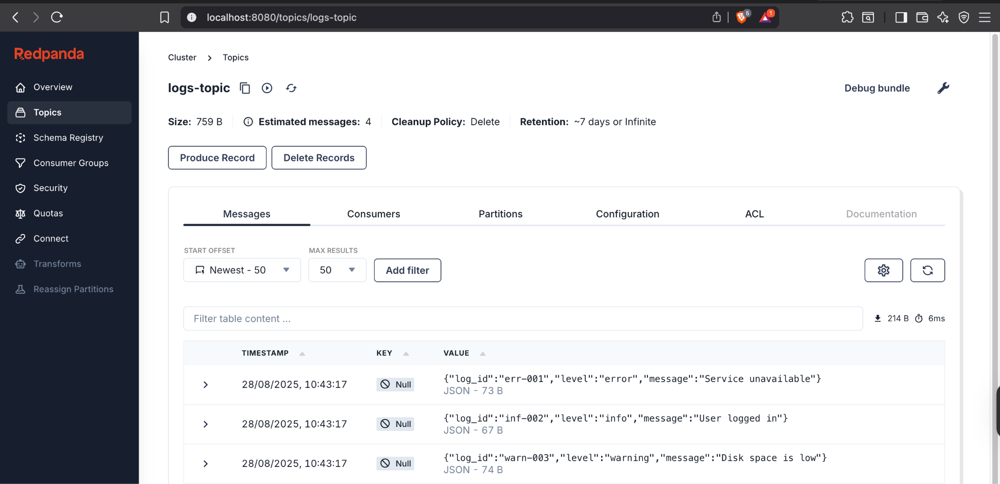 localhost:8080/topics/logs-topic
5
1
Redpanda
Overview
Topics
Schema Registry
Consumer Groups
Security
Quotas
Connect
Transforms
Reassign Partitions
Cluster > Topics
logs-topic
Debug bundle
Size: 759 B
Estimated messages: 4
Cleanup Policy: Delete
Retention: ~7 days or Infinite
Produce Record
Delete Records
Messages
Consumers
Partitions
Configuration
ACL
Documentation
START OFFSET
MAX RESULTS
Newest - 50
50
Add filter
Filter table content ...
214 B
6ms
TIMESTAMP
KEY
VALUE
28/08/2025, 10:43:17
Null
{"log_id":"err-001","level":"error","message":"Service unavailable"}
JSON - 73 B
28/08/2025, 10:43:17
Null
{"log_id":"inf-002","level":"info","message":"User logged in"}
JSON - 67 B
28/08/2025, 10:43:17
Null
{"log_id":"warn-003","level":"warning","message":"Disk space is low"}
JSON - 74 B